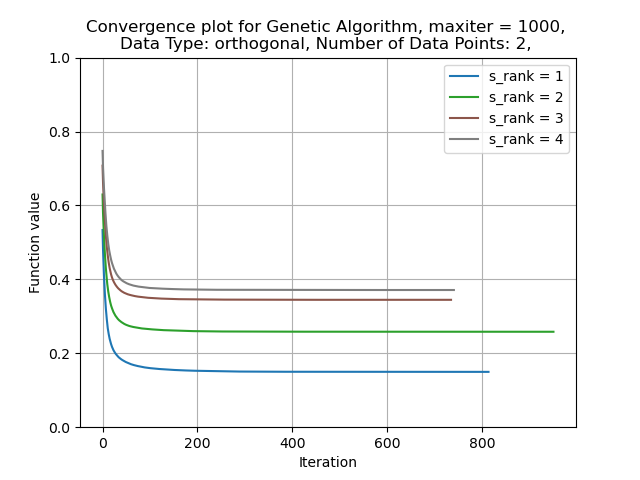 Convergence plot for Genetic Algorithm, maxiter = 1000,
Data Type: orthogonal, Number of Data Points: 2,
1.0
0.8
0.6
0.4
0.2
0.0
Function value
s_rank = 1
s_rank = 2
s_rank = 3
s_rank = 4
0 200 400 600 800
Iteration